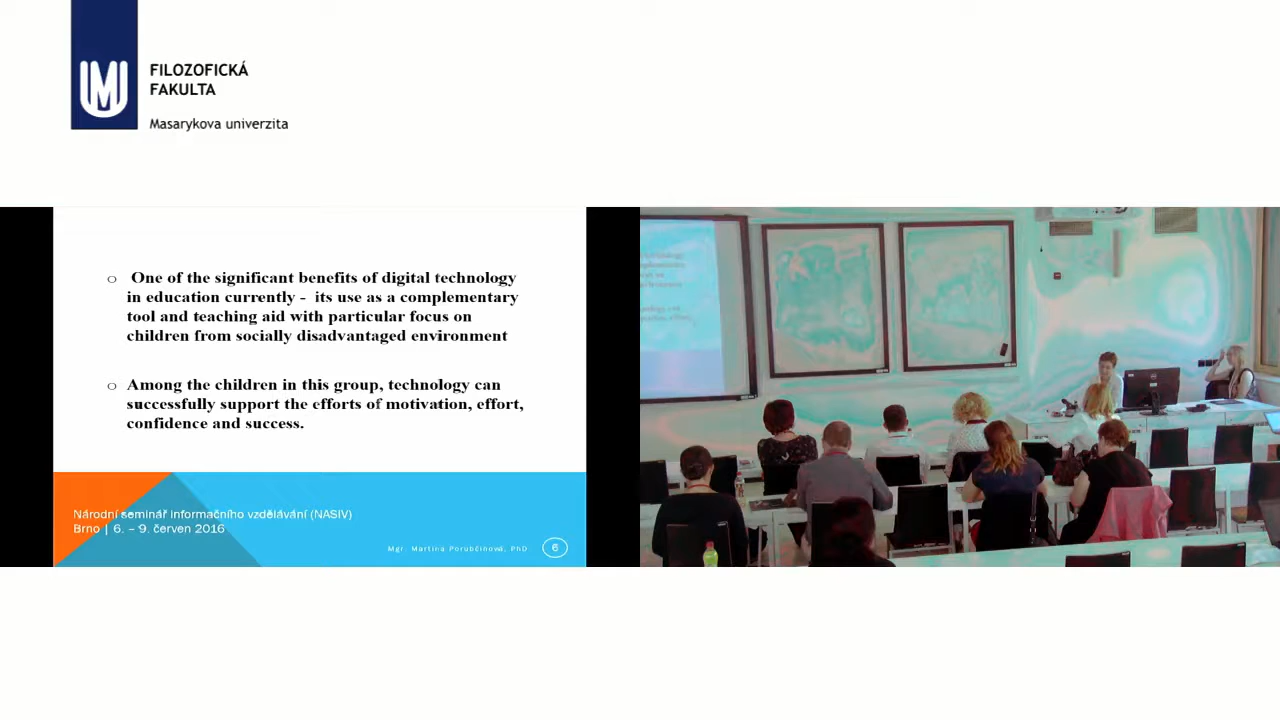 FILOZOFICKÁ
FAKULTA
Masarykova univerzita
o One of the significant benefits of digital technology
in education currently - its use as a complementary
tool and teaching aid with particular focus on
children from socially disadvantaged environment
o Among the children in this group, technology can
successfully support the efforts of motivation, effort,
confidence and success.
Národní seminář informačního vzdělávání (NASIV)
Brno | 6. – 9. červen 2016
Mgr. Martina Porubčinová, PhD
6